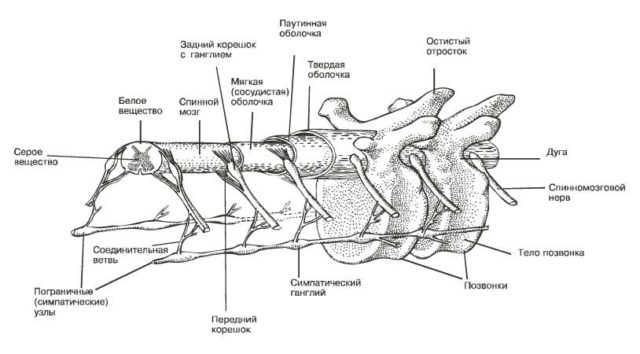 Паутинная
оболочка
Задний корешок
с ганглием
Остистый
отросток
Твердая
оболочка
Мягкая
(сосудистая)
оболочка
Белое
вещество
Спинной
мозг
Серое
вещество
Дуга
Спинномозговой
нерв
Соединительная
ветвь
Тело позвонка
Симпатический
ганглий
Позвонки
Пограничные
(симпатические)
узлы
Передний
корешок